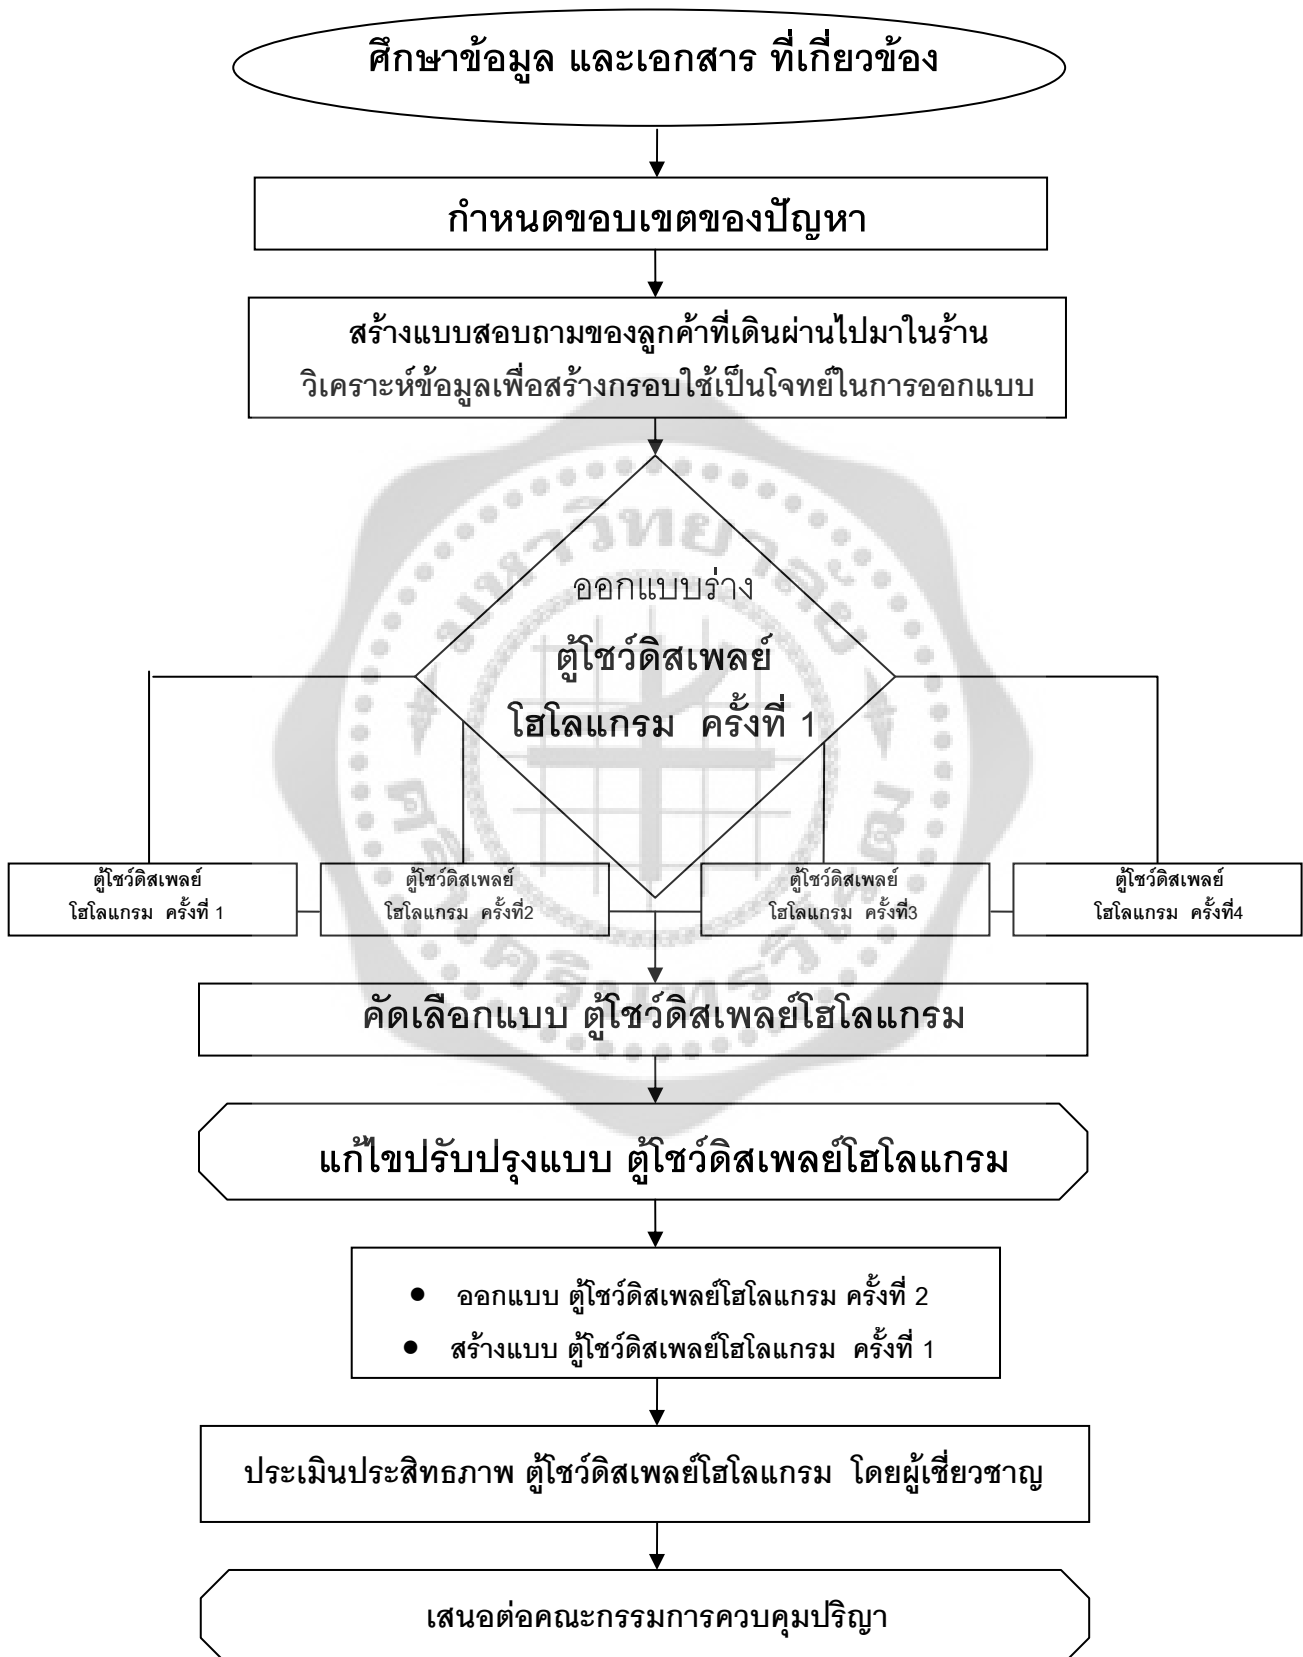 ศึกษาข้อมูล และเอกสาร ที่เกี่ยวข้อง
กำหนดขอบเขตของปัญหา
สร้างแบบสอบถามของลูกค้าที่เดินผ่านไปมาในร้าน
วิเคราะห์ข้อมูลเพื่อสร้างกรอบใช้เป็นโจทย์ในการออกแบบ
ออกแบบร่าง
ตู้โชว์ดิสเพลย์
โฮโลแกรม ครั้งที่ 1
ตู้โชว์ดิสเพลย์
โฮโลแกรม ครั้งที่ 1
ตู้โชว์ดิสเพลย์
โฮโลแกรม ครั้งที่2
ตู้โชว์ดิสเพลย์
โฮโลแกรม ครั้งที่3
ตู้โชว์ดิสเพลย์
โฮโลแกรม ครั้งที่4
คัดเลือกแบบ ตู้โชว์ดิสเพลย์โฮโลแกรม
แก้ไขปรับปรุงแบบ ตู้โชว์ดิสเพลย์โฮโลแกรม
● ออกแบบ ตู้โชว์ดิสเพลย์โฮโลแกรม ครั้งที่ 2
● สร้างแบบ ตู้โชว์ดิสเพลย์โฮโลแกรม ครั้งที่ 1
ประเมินประสิทธภาพ ตู้โชว์ดิสเพลย์โฮโลแกรม โดยผู้เชี่ยวชาญ
เสนอต่อคณะกรรมการควบคุมปริญา
มหาวิทยาลัย
ศรีนครินทรวิโรฒ